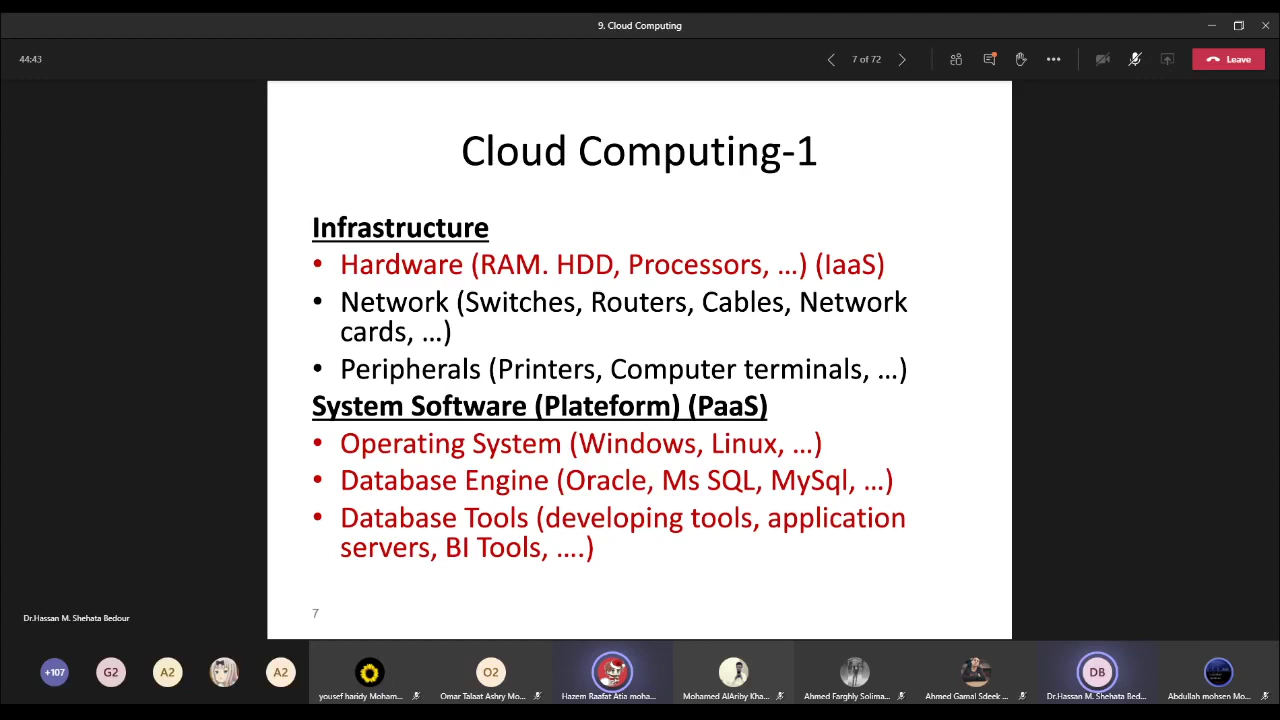 9. Cloud Computing
44:43
7 of 72
Leave
Cloud Computing-1
Infrastructure
• Hardware (RAM. HDD, Processors, …) (IaaS)
• Network (Switches, Routers, Cables, Network
cards, …)
• Peripherals (Printers, Computer terminals, …)
System Software (Plateform) (PaaS)
• Operating System (Windows, Linux, …)
• Database Engine (Oracle, Ms SQL, MySql, …)
• Database Tools (developing tools, application
servers, BI Tools, ….)
7
Dr.Hassan M. Shehata Bedour
+107
G2
A2
A2
O2
DB
yousef haridy Moham...
Omar Talaat Ashry Mo...
Hazem Raafat Atia moha...
Mohamed AlAriby Kha...
Ahmed Farghly Solima...
Ahmed Gamal Sdeek ...
Dr.Hassan M. Shehata Bed...
Abdullah mohsen Mo...